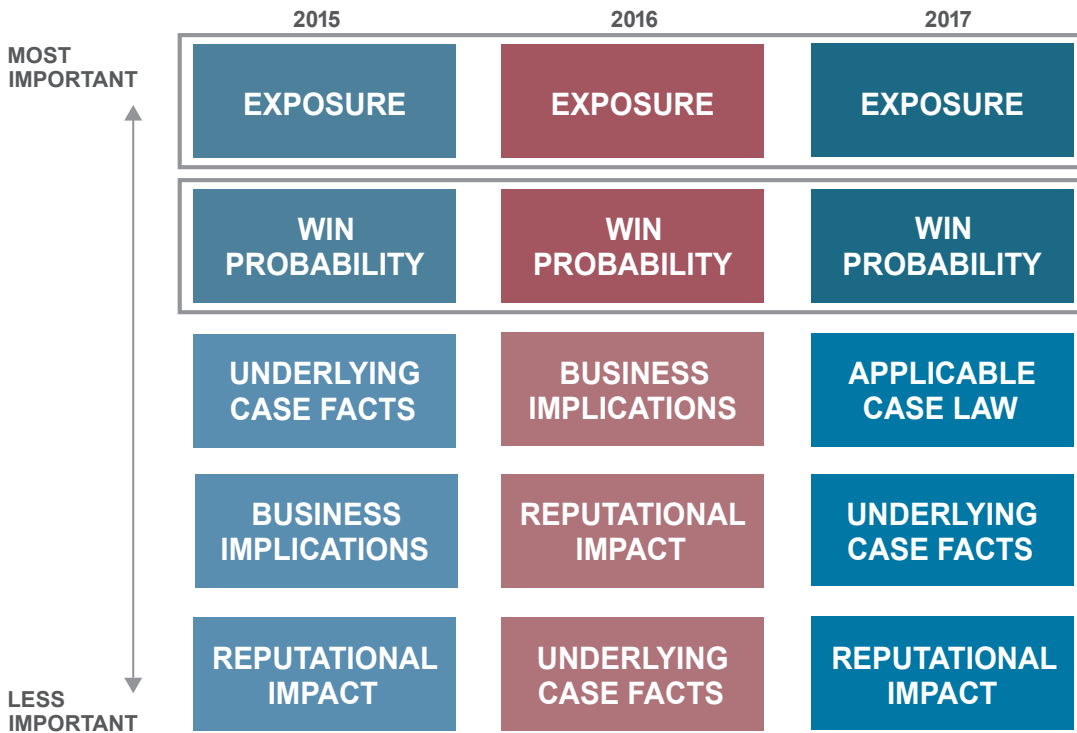 2015
2016
2017
MOST
IMPORTANT
EXPOSURE
EXPOSURE
EXPOSURE
WIN
PROBABILITY
WIN
PROBABILITY
WIN
PROBABILITY
UNDERLYING
CASE FACTS
BUSINESS
IMPLICATIONS
APPLICABLE
CASE LAW
BUSINESS
IMPLICATIONS
REPUTATIONAL
IMPACT
UNDERLYING
CASE FACTS
REPUTATIONAL
IMPACT
UNDERLYING
CASE FACTS
REPUTATIONAL
IMPACT
LESS
IMPORTANT